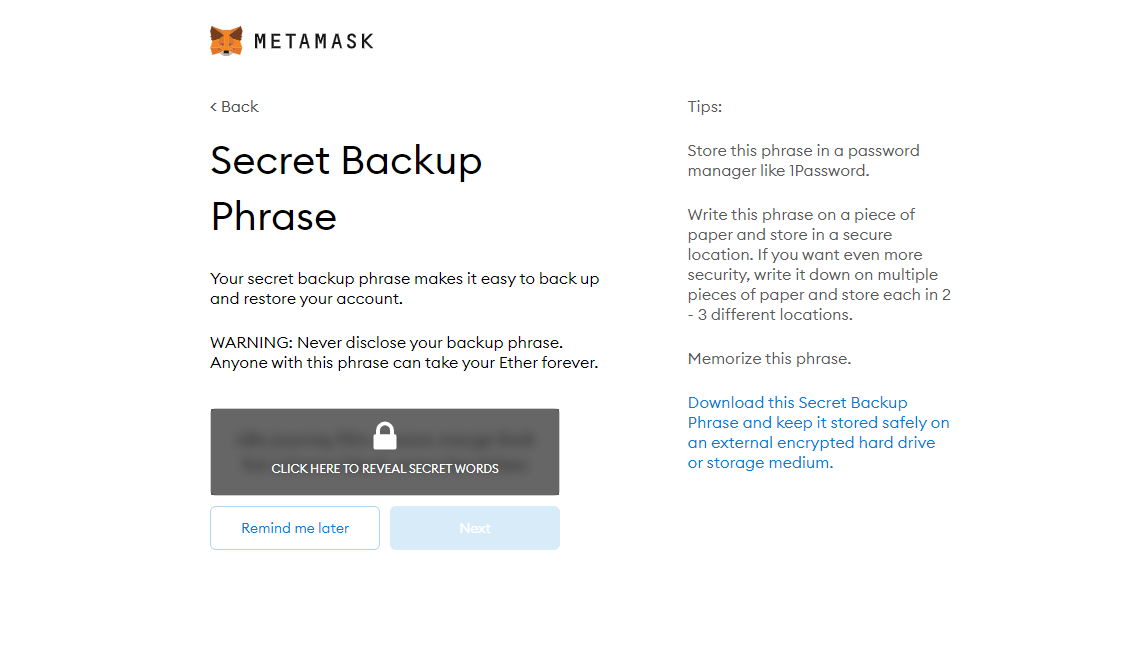 METAMASK
< Back
Secret Backup
Phrase
Your secret backup phrase makes it easy to back up
and restore your account.
WARNING: Never disclose your backup phrase.
Anyone with this phrase can take your Ether forever.
CLICK HERE TO REVEAL SECRET WORDS
Remind me later
Next
Tips:
Store this phrase in a password
manager like 1Password.
Write this phrase on a piece of
paper and store in a secure
location. If you want even more
security, write it down on multiple
pieces of paper and store each in 2
- 3 different locations.
Memorize this phrase.
Download this Secret Backup
Phrase and keep it stored safely on
an external encrypted hard drive
or storage medium.